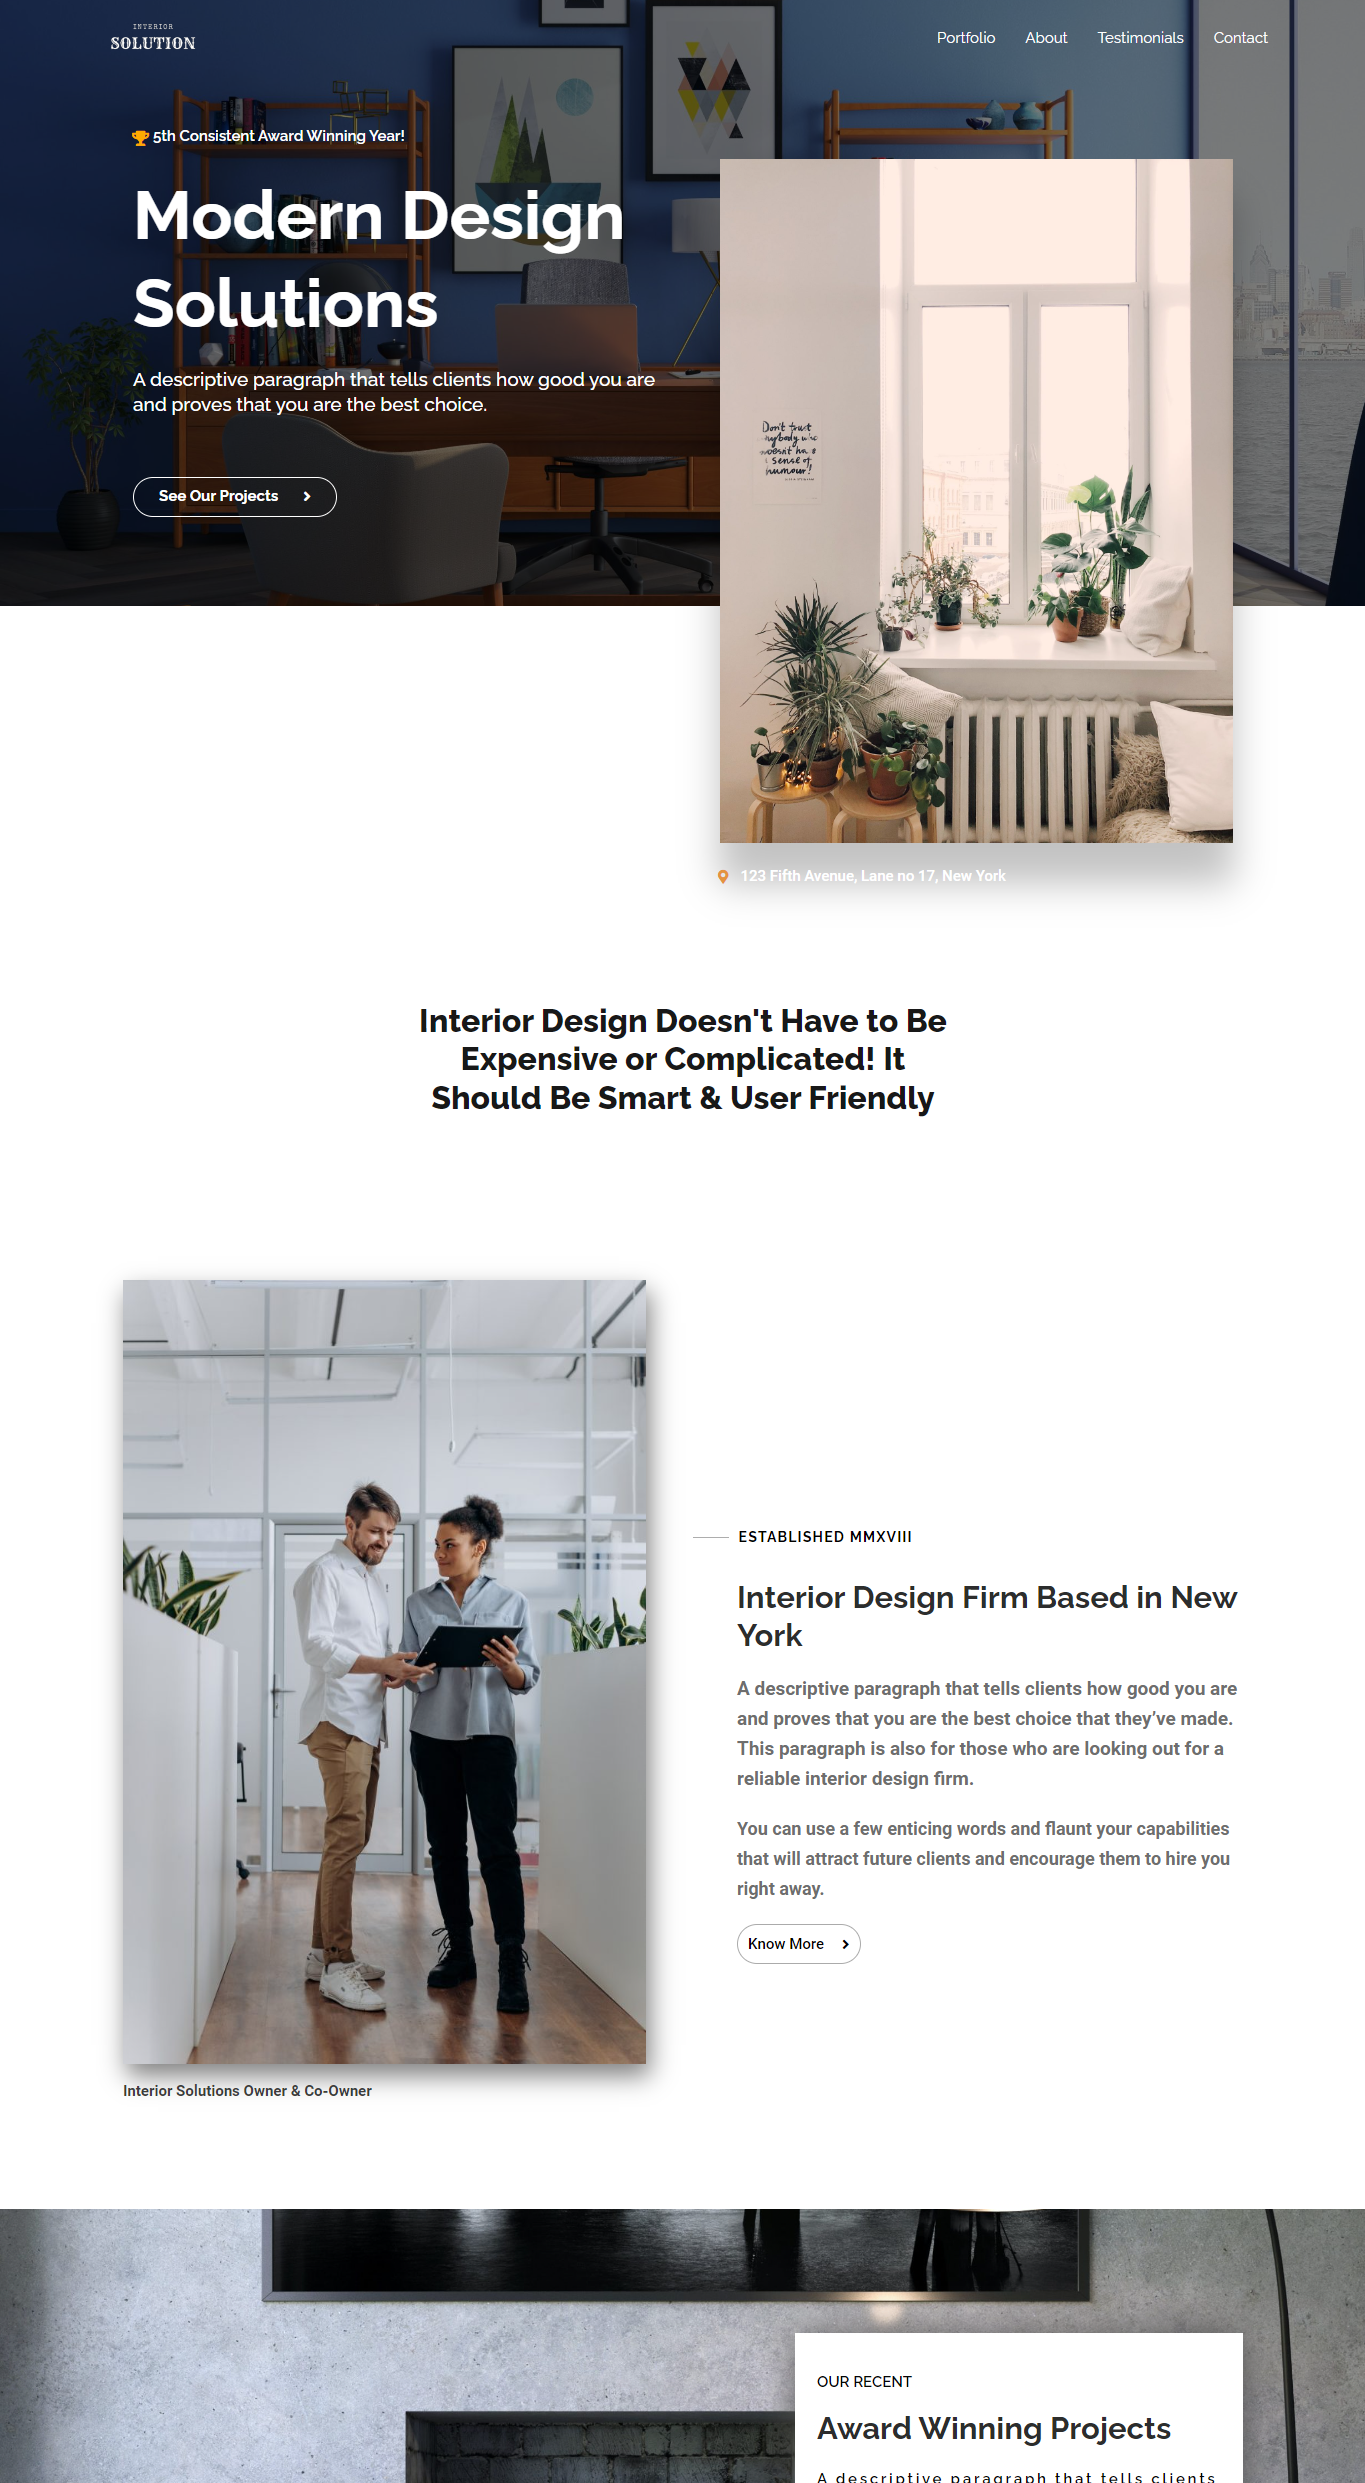 INTERIOR
SOLUTION
Portfolio About Testimonials Contact
5th Consistent Award Winning Year!
Modern Design
Solutions
A descriptive paragraph that tells clients how good you are
and proves that you are the best choice.
See Our Projects
Don't trust
who
doesn't
sense of
humour!
123 Fifth Avenue, Lane no 17, New York
Interior Design Doesn't Have to Be
Expensive or Complicated! It
Should Be Smart & User Friendly
ESTABLISHED MMXVIII
Interior Design Firm Based in New
York
A descriptive paragraph that tells clients how good you are
and proves that you are the best choice that they’ve made.
This paragraph is also for those who are looking out for a
reliable interior design firm.
You can use a few enticing words and flaunt your capabilities
that will attract future clients and encourage them to hire you
right away.
Know More
Interior Solutions Owner & Co-Owner
OUR RECENT
Award Winning Projects
A descriptive paragraph that tells clients